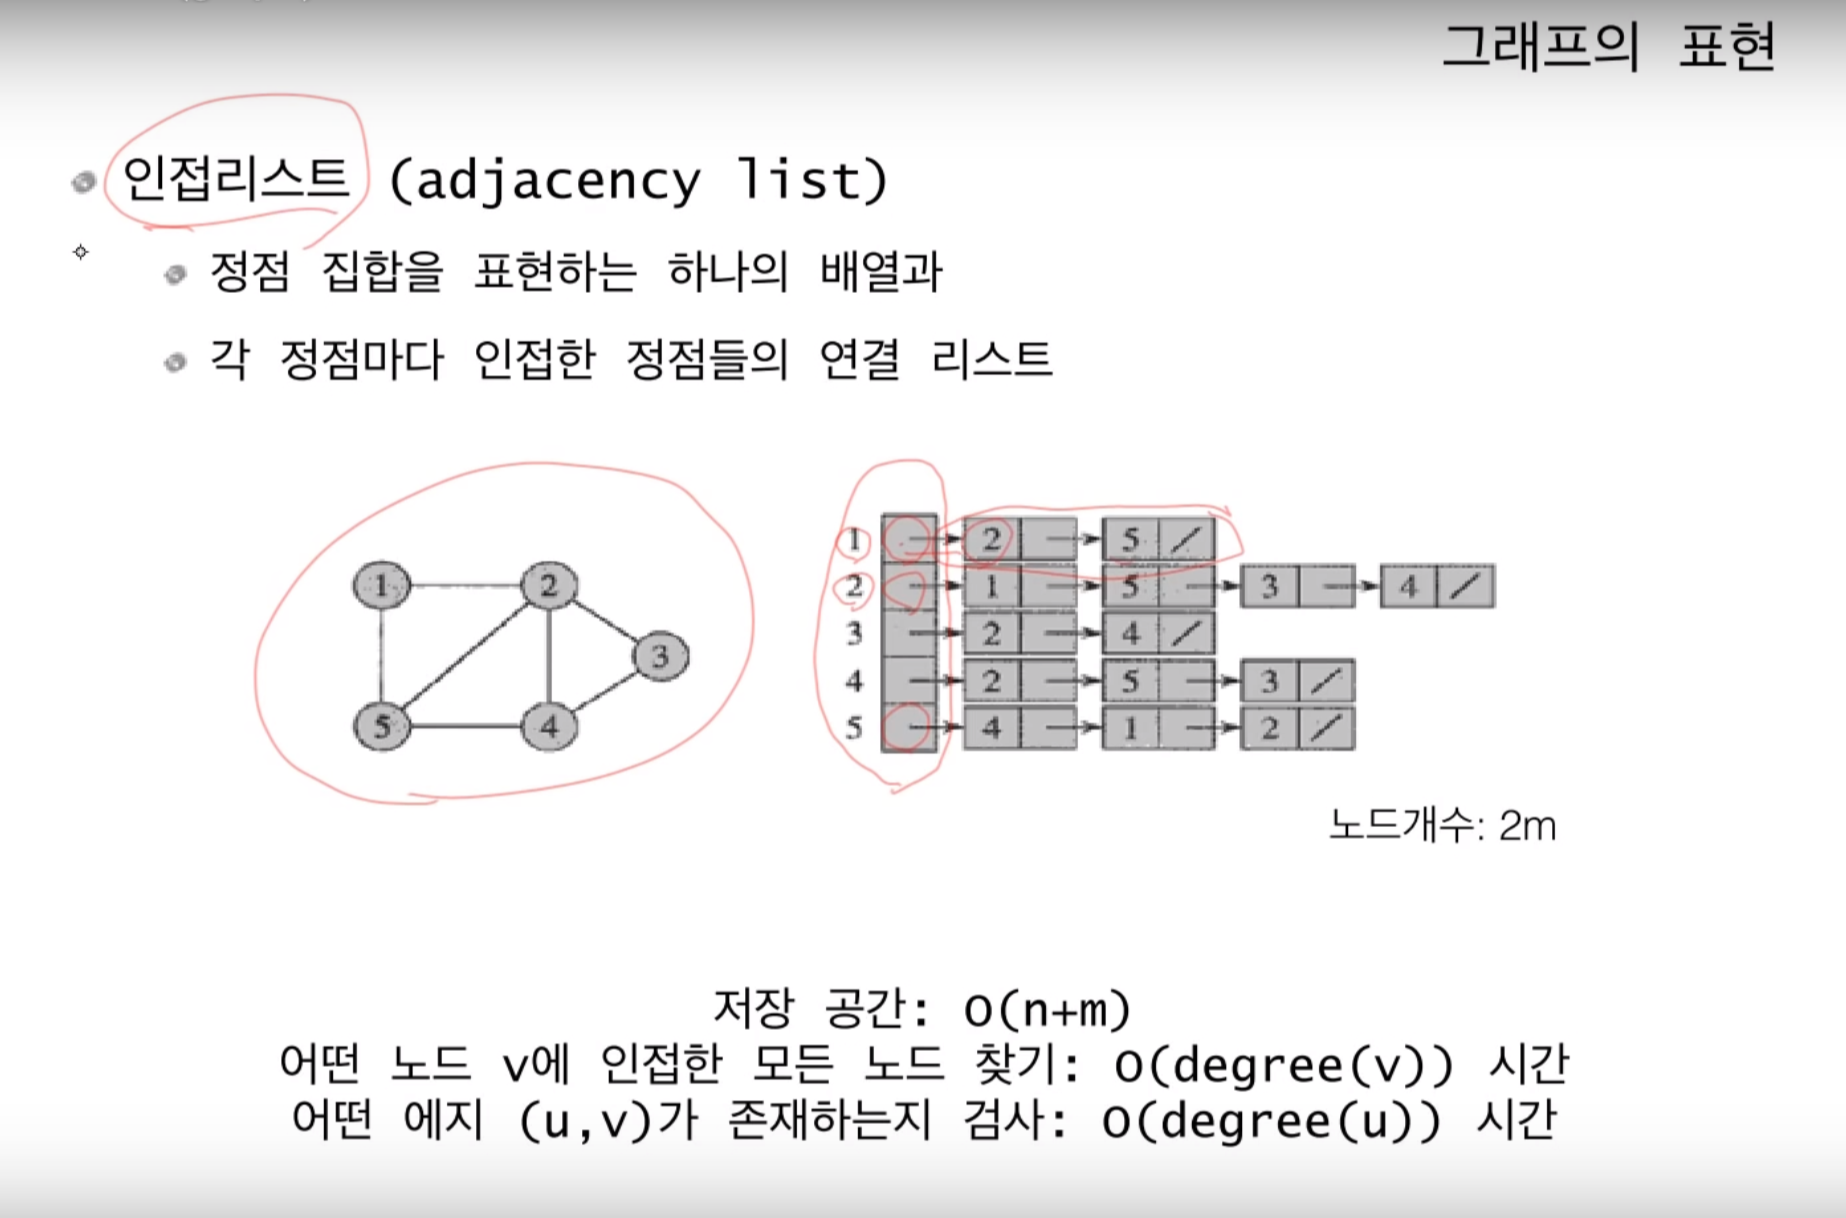 그래프의 표현
인접리스트 (adjacency list)
정점 집합을 표현하는 하나의 배열과
각 정점마다 인접한 정점들의 연결 리스트
1 2
3
5 4
1 2 5
2 1 5 3 4
3 2 4
4 2 5 3
5 4 1 2
노드개수: 2m
저장 공간: O(n+m)
어떤 노드 v에 인접한 모든 노드 찾기: O(degree(v)) 시간
어떤 에지 (u,v)가 존재하는지 검사: O(degree(u)) 시간